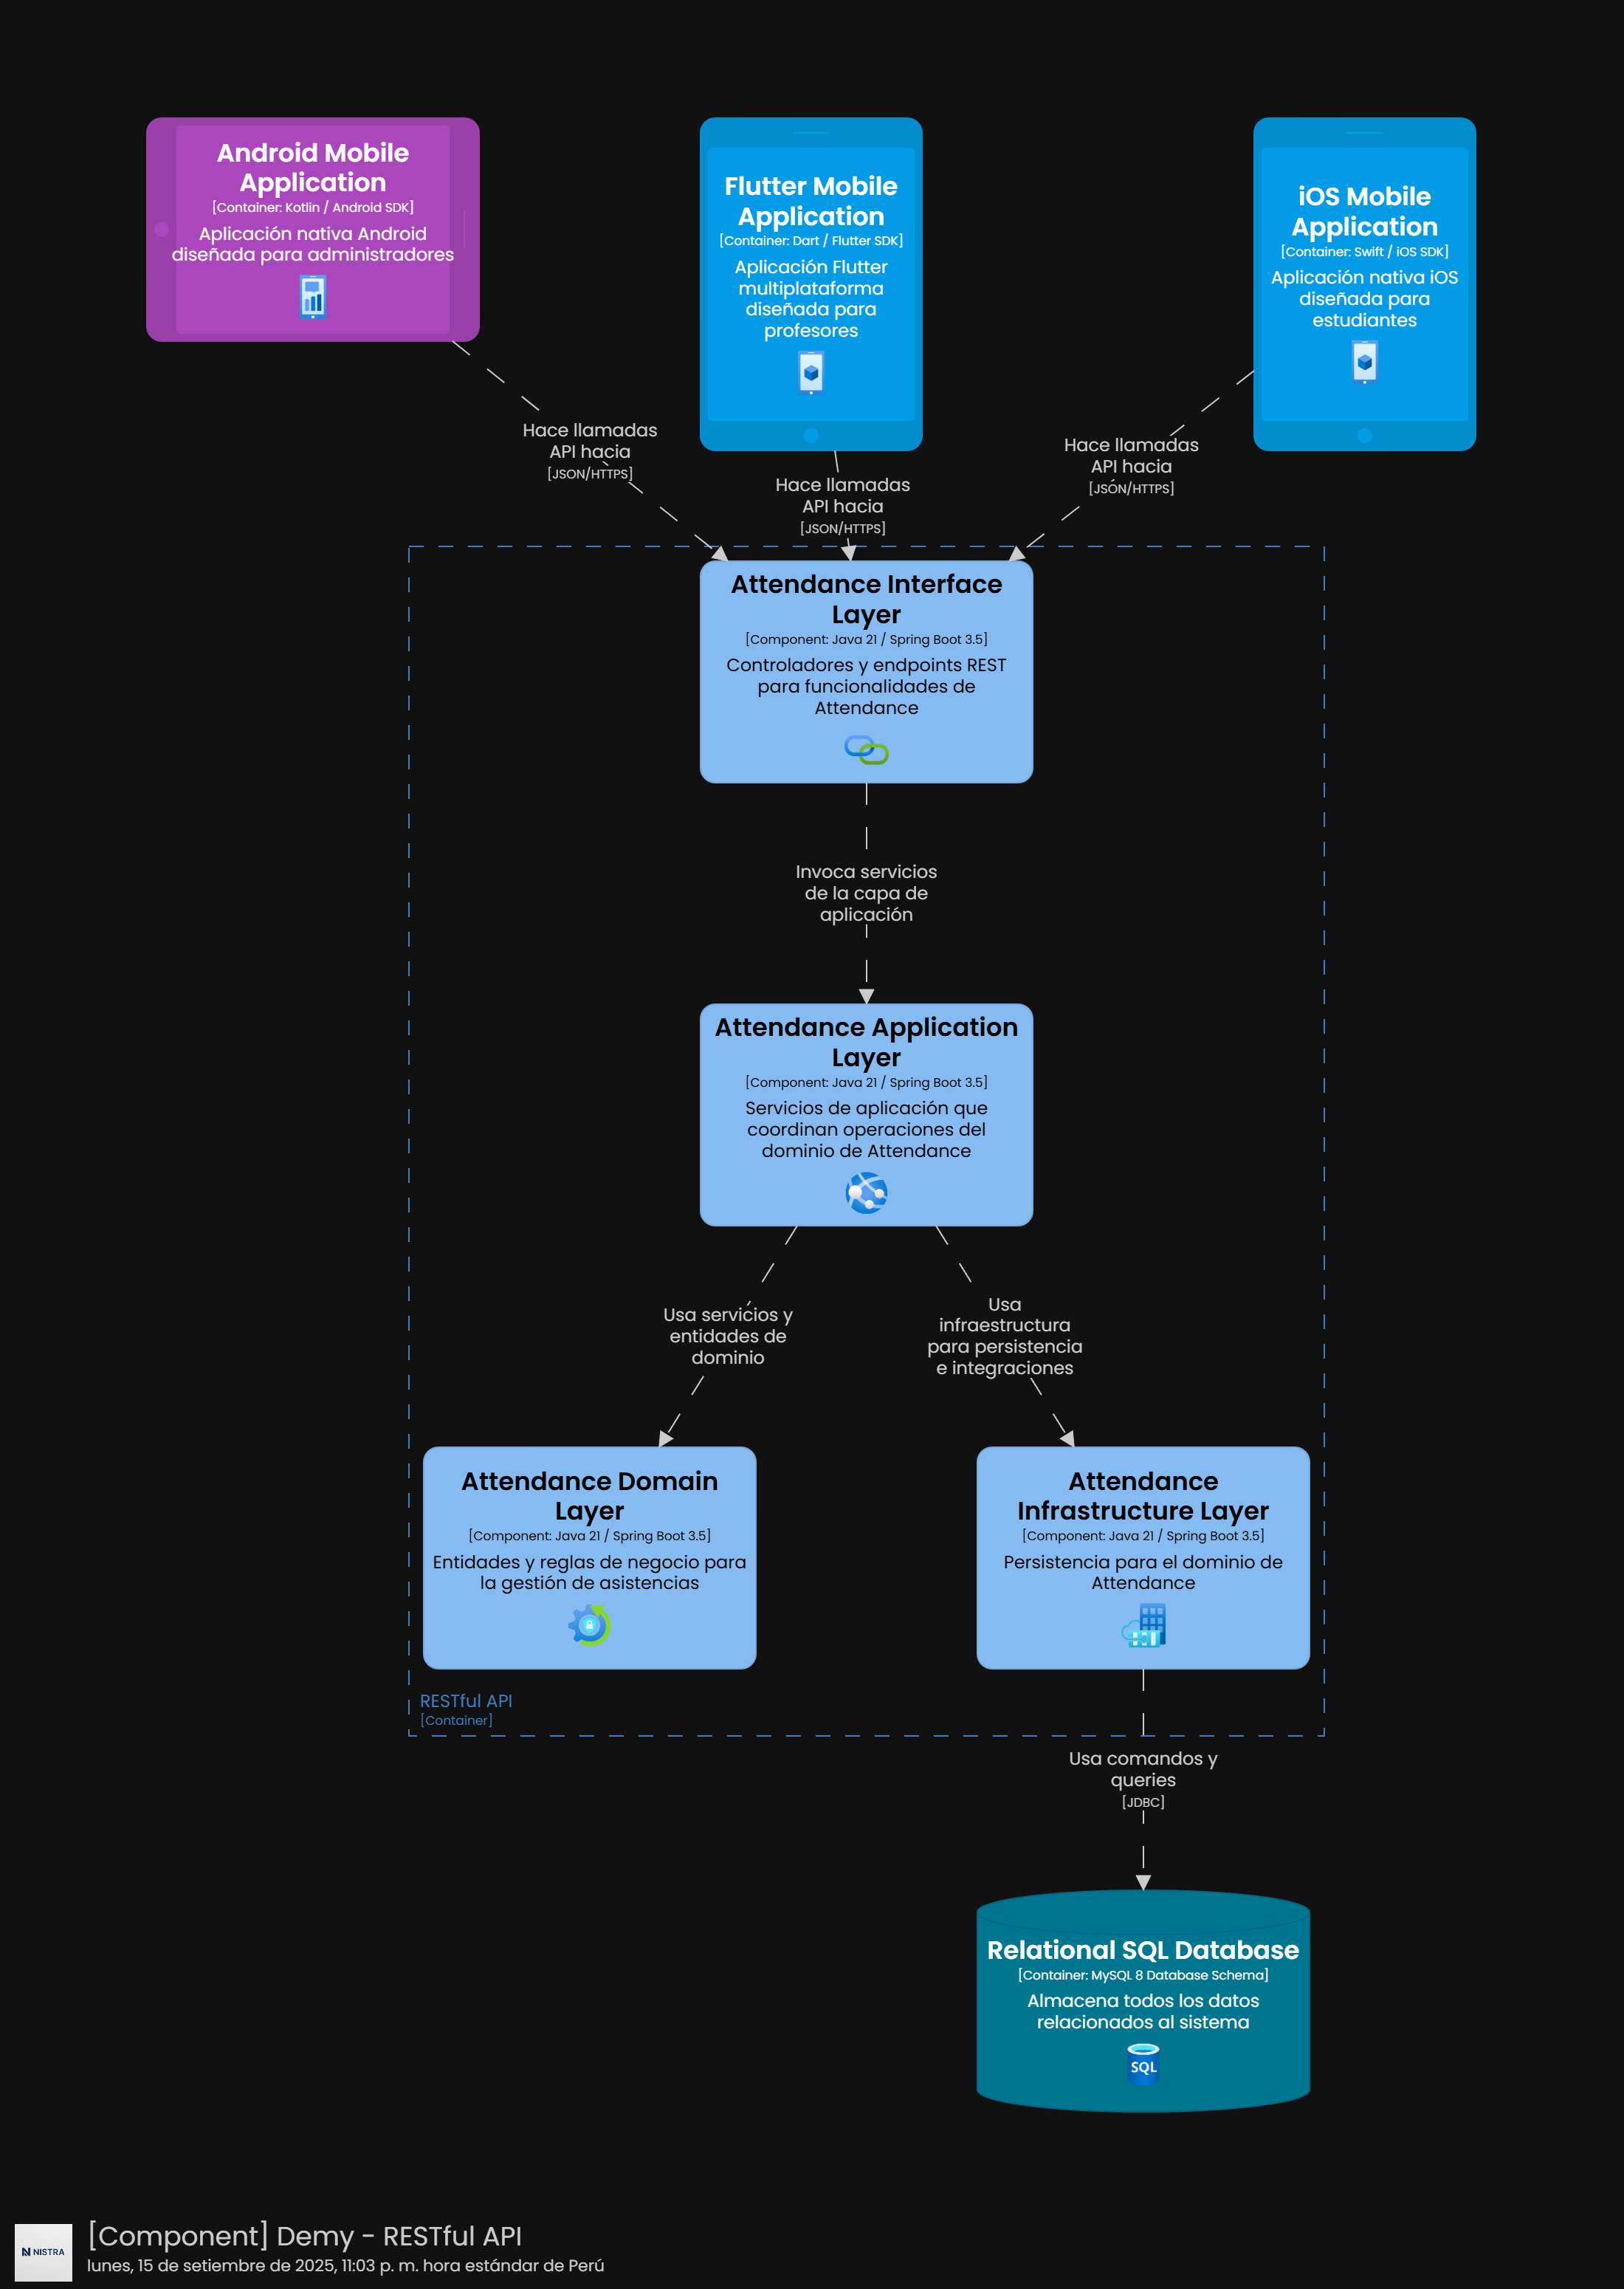 Android Mobile
Application
[Container: Kotlin / Android SDK]
Aplicación nativa Android
diseñada para administradores
Flutter Mobile
Application
[Container: Dart / Flutter SDK]
Aplicación Flutter
multiplataforma
diseñada para
profesores
iOS Mobile
Application
[Container: Swift / iOS SDK]
Aplicación nativa iOS
diseñada para
estudiantes
Hace llamadas
API hacia
[JSON/HTTPS]
Hace llamadas
API hacia
[JSON/HTTPS]
Hace llamadas
API hacia
[JSON/HTTPS]
Attendance Interface
Layer
[Component: Java 21 / Spring Boot 3.5]
Controladores y endpoints REST
para funcionalidades de
Attendance
Invoca servicios
de la capa de
aplicación
Attendance Application
Layer
[Component: Java 21 / Spring Boot 3.5]
Servicios de aplicación que
coordinan operaciones del
dominio de Attendance
Usa servicios y
entidades de
dominio
Usa
infraestructura
para persistencia
e integraciones
Attendance Domain
Layer
[Component: Java 21 / Spring Boot 3.5]
Entidades y reglas de negocio para
la gestión de asistencias
Attendance
Infrastructure Layer
[Component: Java 21 / Spring Boot 3.5]
Persistencia para el dominio de
Attendance
RESTful API
[Container]
Usa comandos y
queries
[JDBC]
Relational SQL Database
[Container: MySQL 8 Database Schema]
Almacena todos los datos
relacionados al sistema
SQL
NISTRA
[Component] Demy - RESTful API
lunes, 15 de setiembre de 2025, 11:03 p. m. hora estándar de Perú